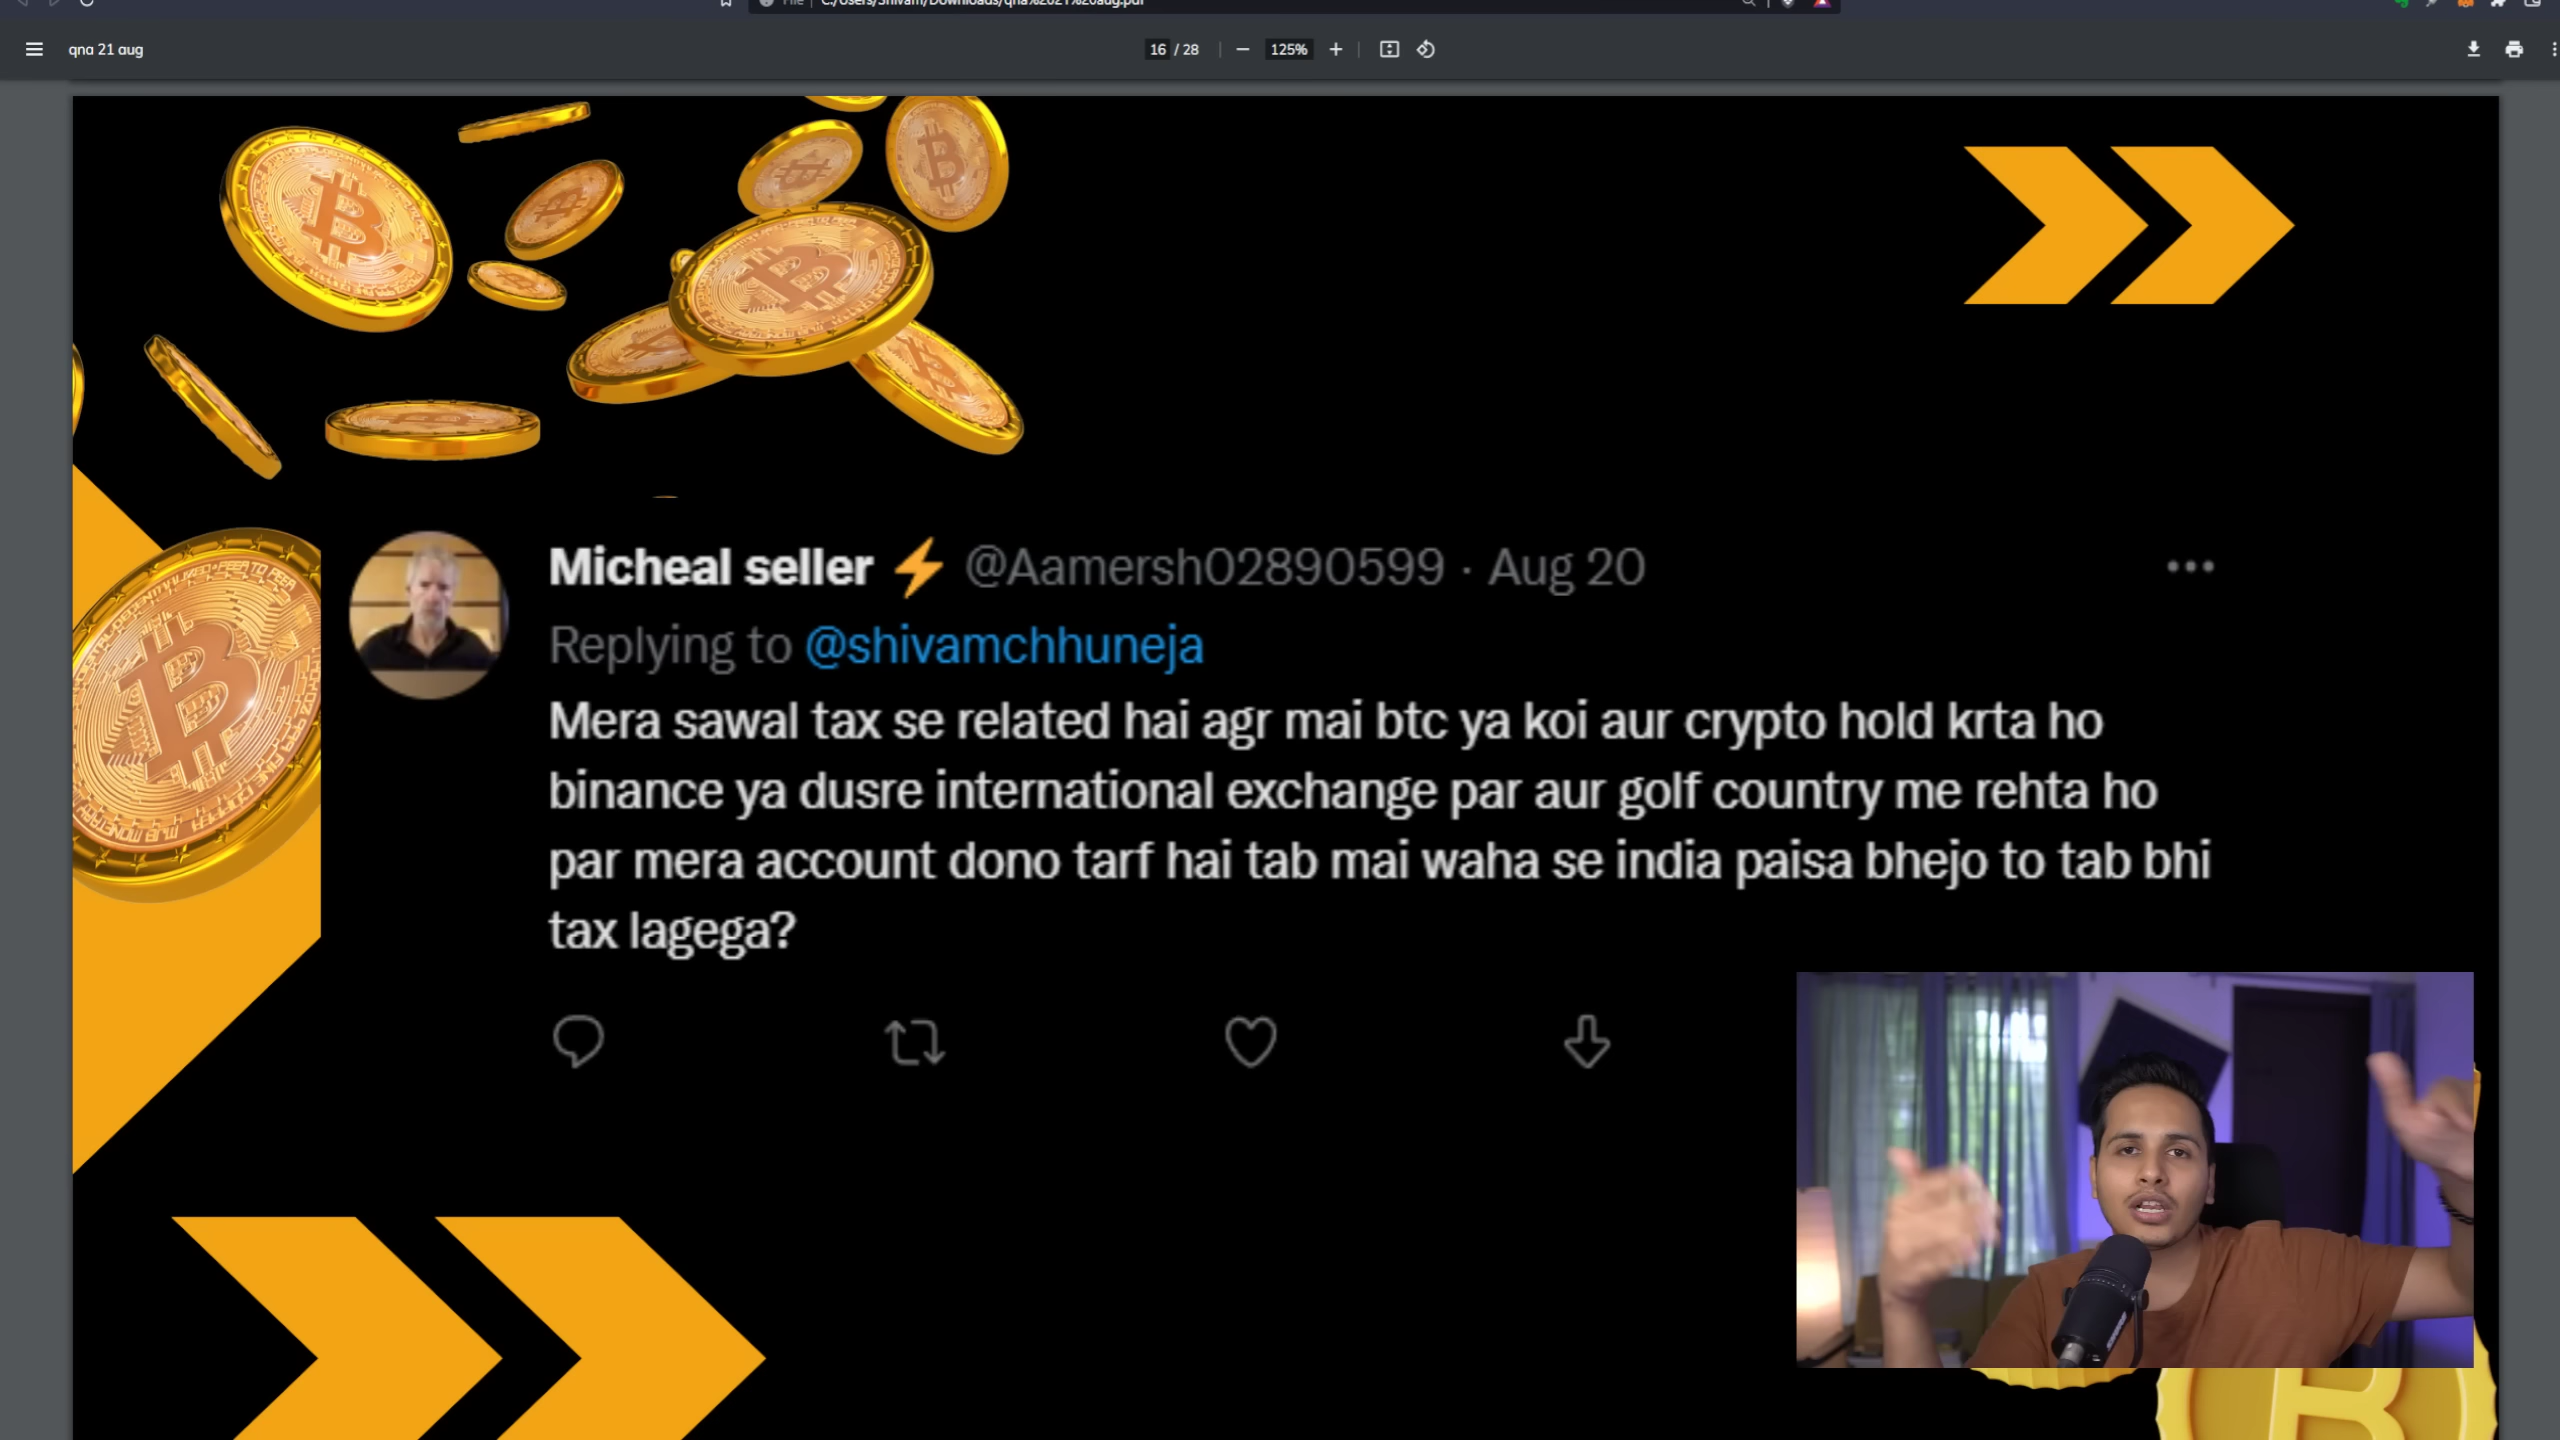 qna 21 aug
16 / 28
125%
Micheal seller ⚡ @Aamersh02890599 · Aug 20
Replying to @shivamchhuneja
Mera sawal tax se related hai agr mai btc ya koi aur crypto hold krta ho
binance ya dusre international exchange par aur golf country me rehta ho
par mera account dono tarf hai tab mai waha se india paisa bhejo to tab bhi
tax lagega?